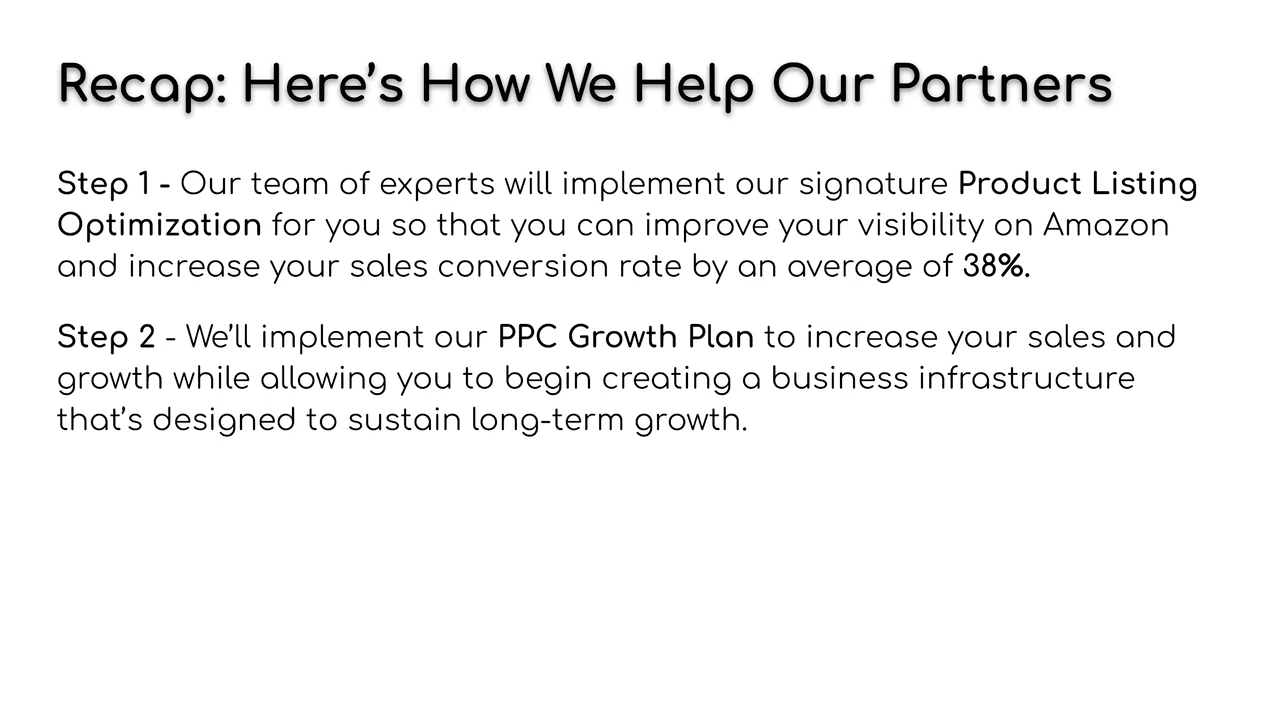 Recap: Here’s How We Help Our Partners
Step 1 - Our team of experts will implement our signature Product Listing
Optimization for you so that you can improve your visibility on Amazon
and increase your sales conversion rate by an average of 38%.
Step 2 - We’ll implement our PPC Growth Plan to increase your sales and
growth while allowing you to begin creating a business infrastructure
that’s designed to sustain long-term growth.